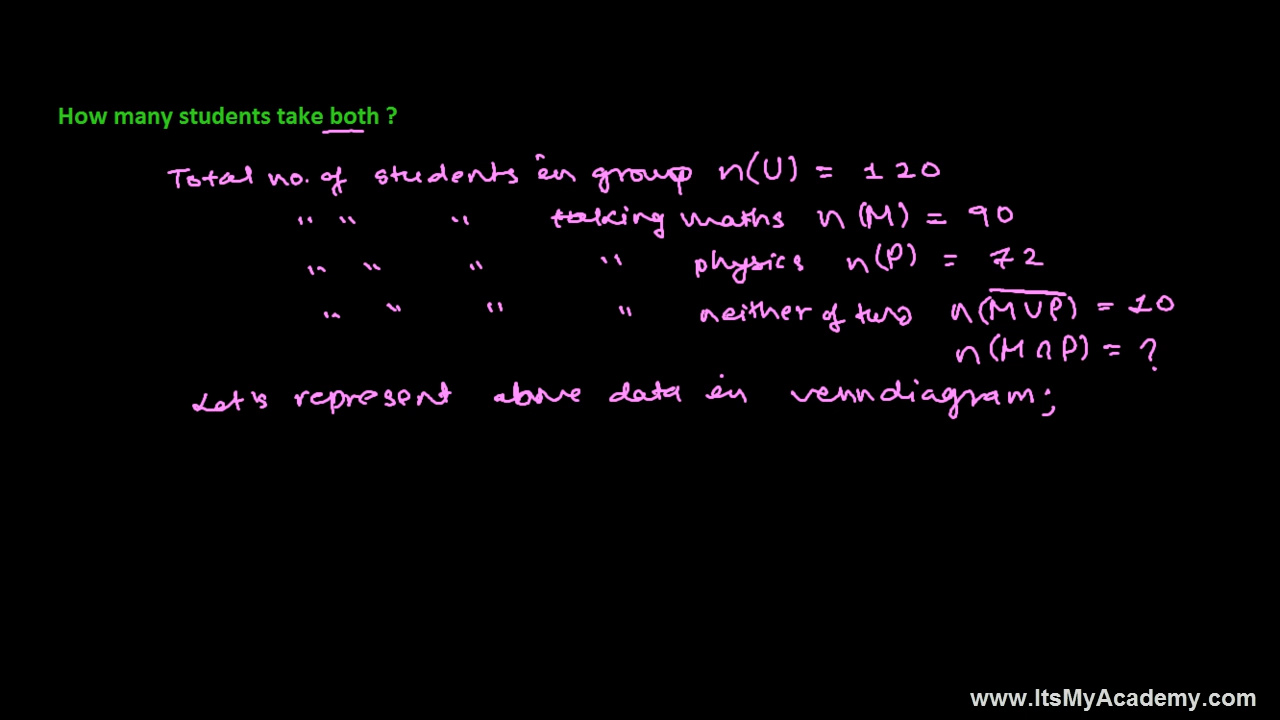 How many students take both ?
Total no. of students in group n(U) = 120
" " " taking maths n(M) = 90
" " " " physics n(P) = 72
" " " " neither of two n(M̅ ̅U̅ ̅P̅) = 10
n(M ∩ P) = ?
Let's represent above data in venndiagram;
www.ItsMyAcademy.com